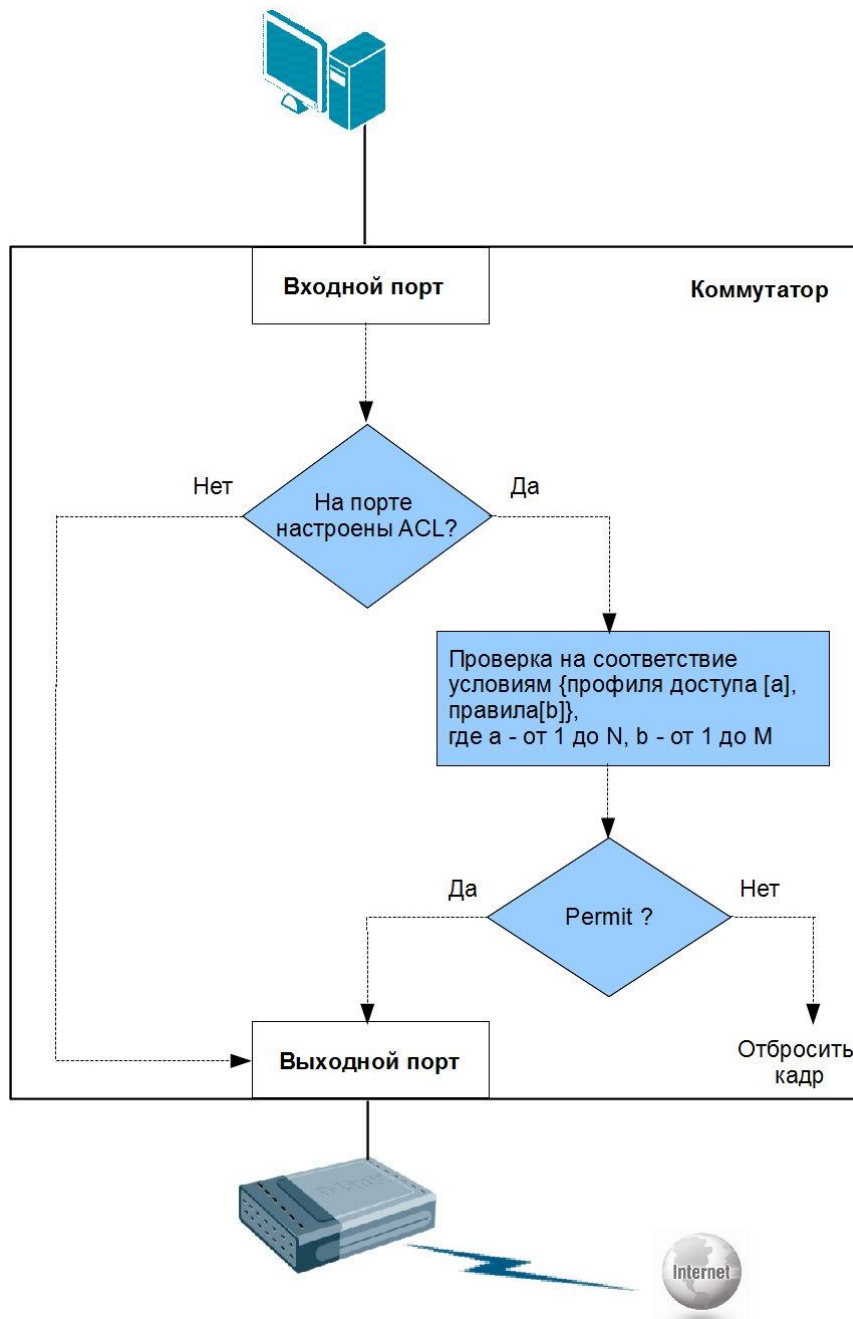 Входной порт
Коммутатор
Нет
Да
На порте
настроены ACL?
Проверка на соответствие
условиям {профиля доступа [a],
правила[b]},
где a - от 1 до N, b - от 1 до M
Да
Нет
Permit ?
Выходной порт
Отбросить
кадр
D-Link
Internet